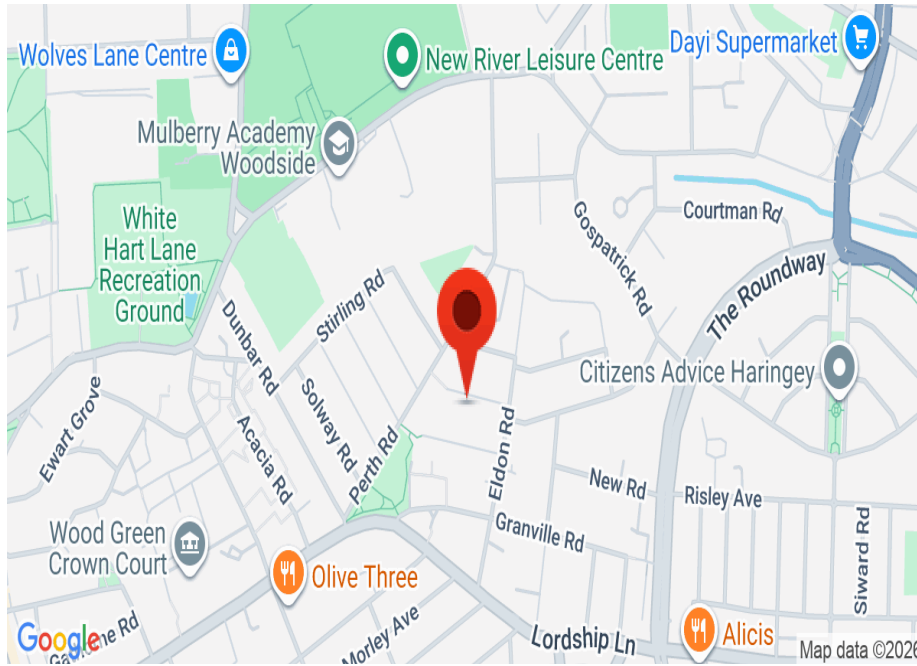 Wolves Lane Centre
New River Leisure Centre
Dayi Supermarket
Mulberry Academy
Woodside
White
Hart Lane
Recreation
Ground
Gospatrick Rd
Courtman Rd
The Roundway
Stirling Rd
Dunbar Rd
Solway Rd
Citizens Advice Haringey
Ewart Grove
Acacia Rd
Perth Rd
Eldon Rd
New Rd
Risley Ave
Granville Rd
Siward Rd
Wood Green
Crown Court
Olive Three
Morley Ave
Lordship Ln
Alicis
Google
ne Rd
Map data ©2026